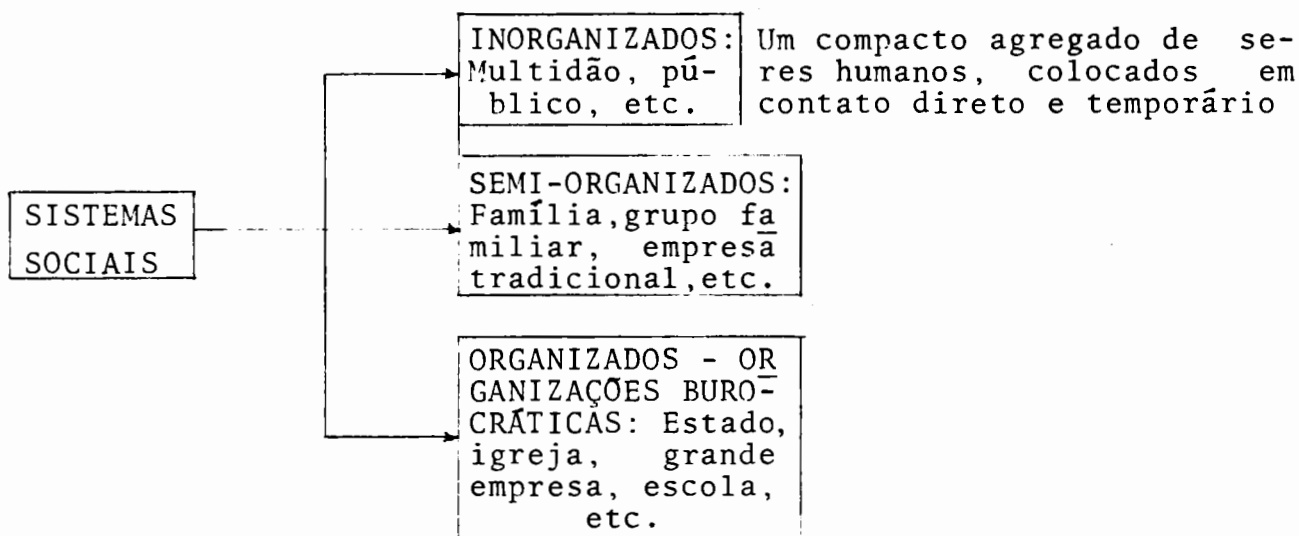 INORGANIZADOS: Um compacto agregado de se-
Multidão, pú- res humanos, colocados em
blico, etc. contato direto e temporário
SEMI-ORGANIZADOS:
Família,grupo fa
miliar, empresa
tradicional,etc.
SISTEMAS
SOCIAIS
ORGANIZADOS - OR
GANIZAÇÕES BURO-
CRÁTICAS: Estado,
igreja, grande
empresa, escola,
etc.